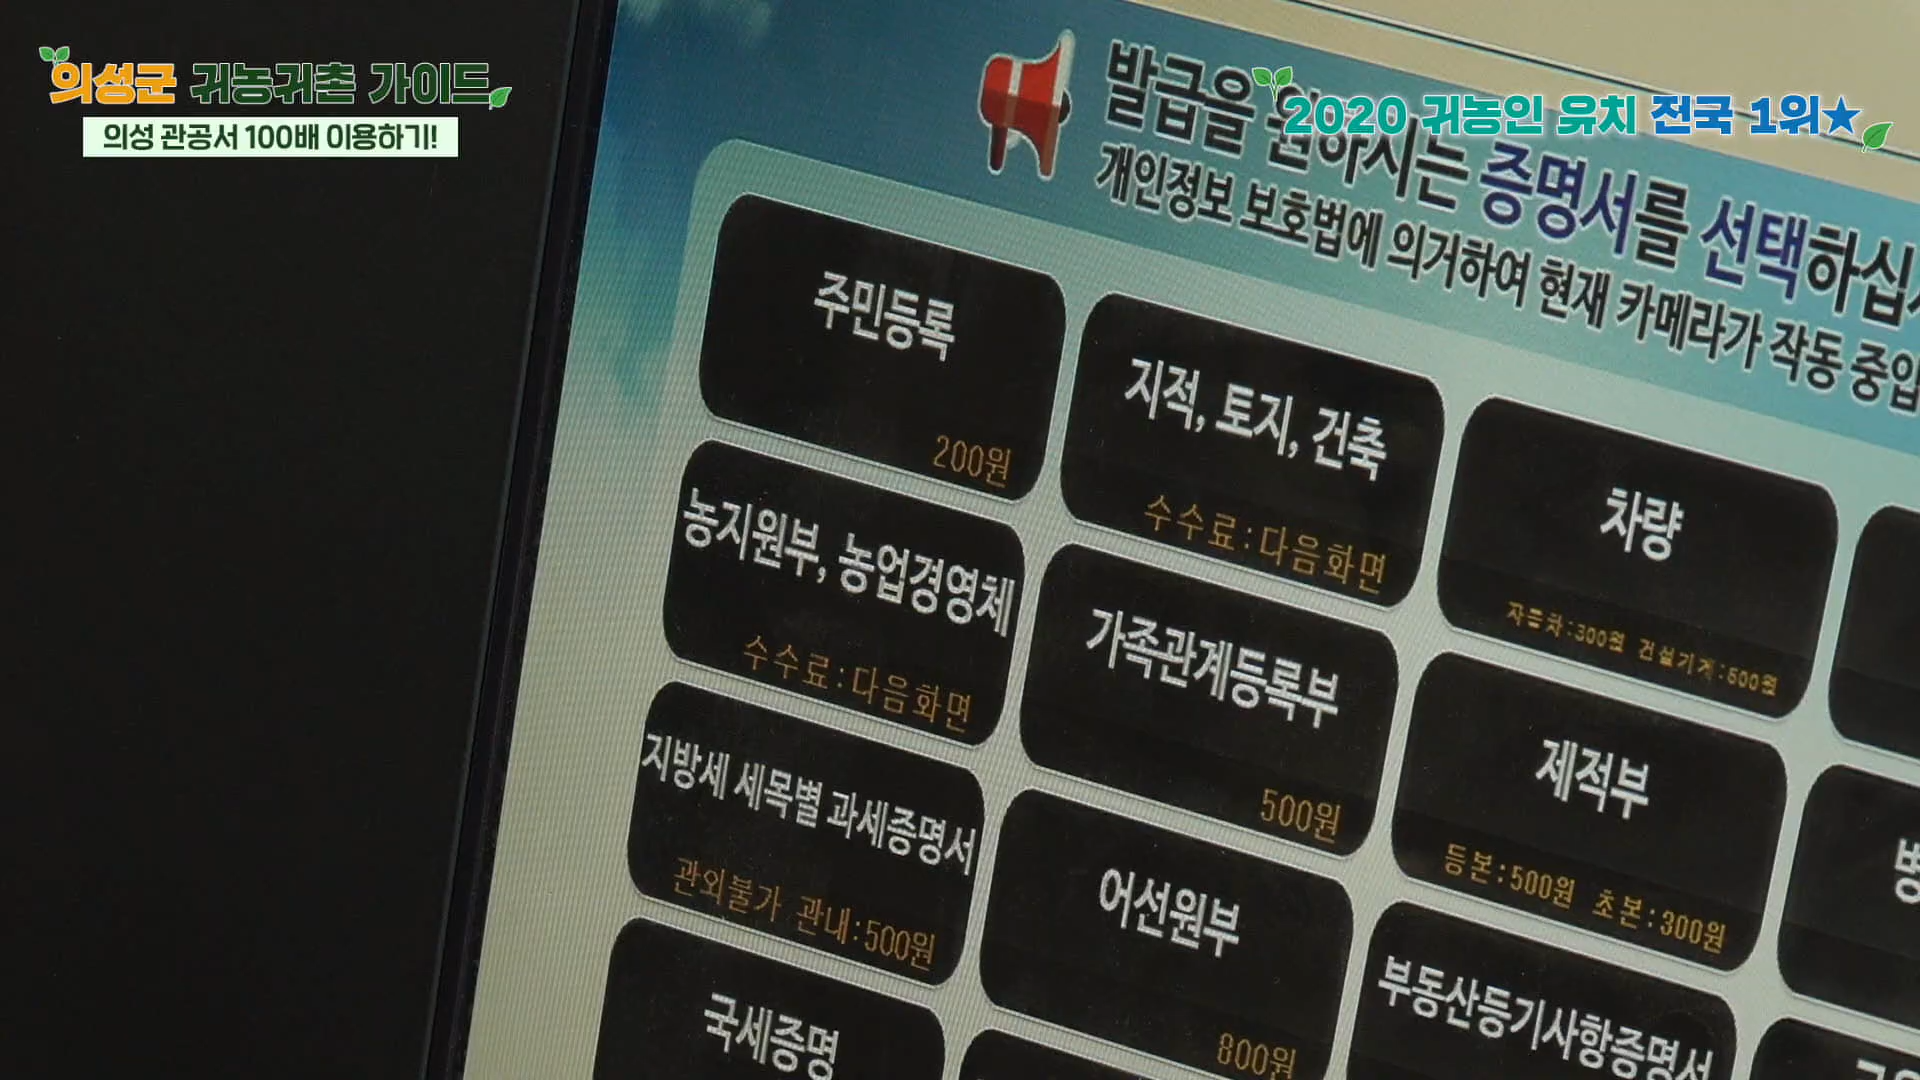 의성군 귀농귀촌 가이드
의성 관공서 100배 이용하기!
2020 귀농인 유치 전국 1위★
발급을 원하시는 증명서를 선택하십
개인정보 보호법에 의거하여 현재 카메라가 작동 중입
주민등록
200원
지적, 토지, 건축
수수료:다음화면
차량
자동차:300원 건설기계:500원
농지원부, 농업경영체
수수료:다음화면
가족관계등록부
500원
제적부
등본:500원 초본:300원
지방세 세목별 과세증명서
관외불가 관내:500원
어선원부
800원
부동산등기사항증명서
국세증명